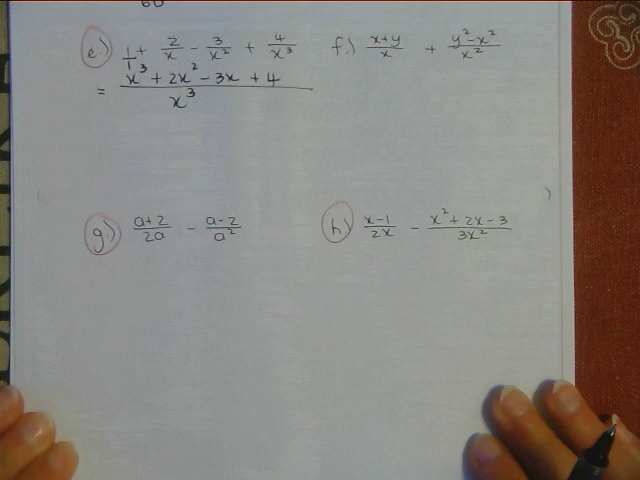 60
e.) 1/1 + 2/x - 3/x² + 4/x³ f.) x+y/x + y²-x²/x²
= x³ + 2x² - 3x + 4 / x³
g.) a+2/2a - a-2/a² h.) x-1/2x - x²+2x-3/3x²